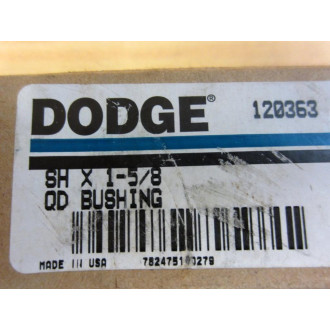 DODGE® 120363
SH X 1-5/8
QD BUSHING
MADE IN USA